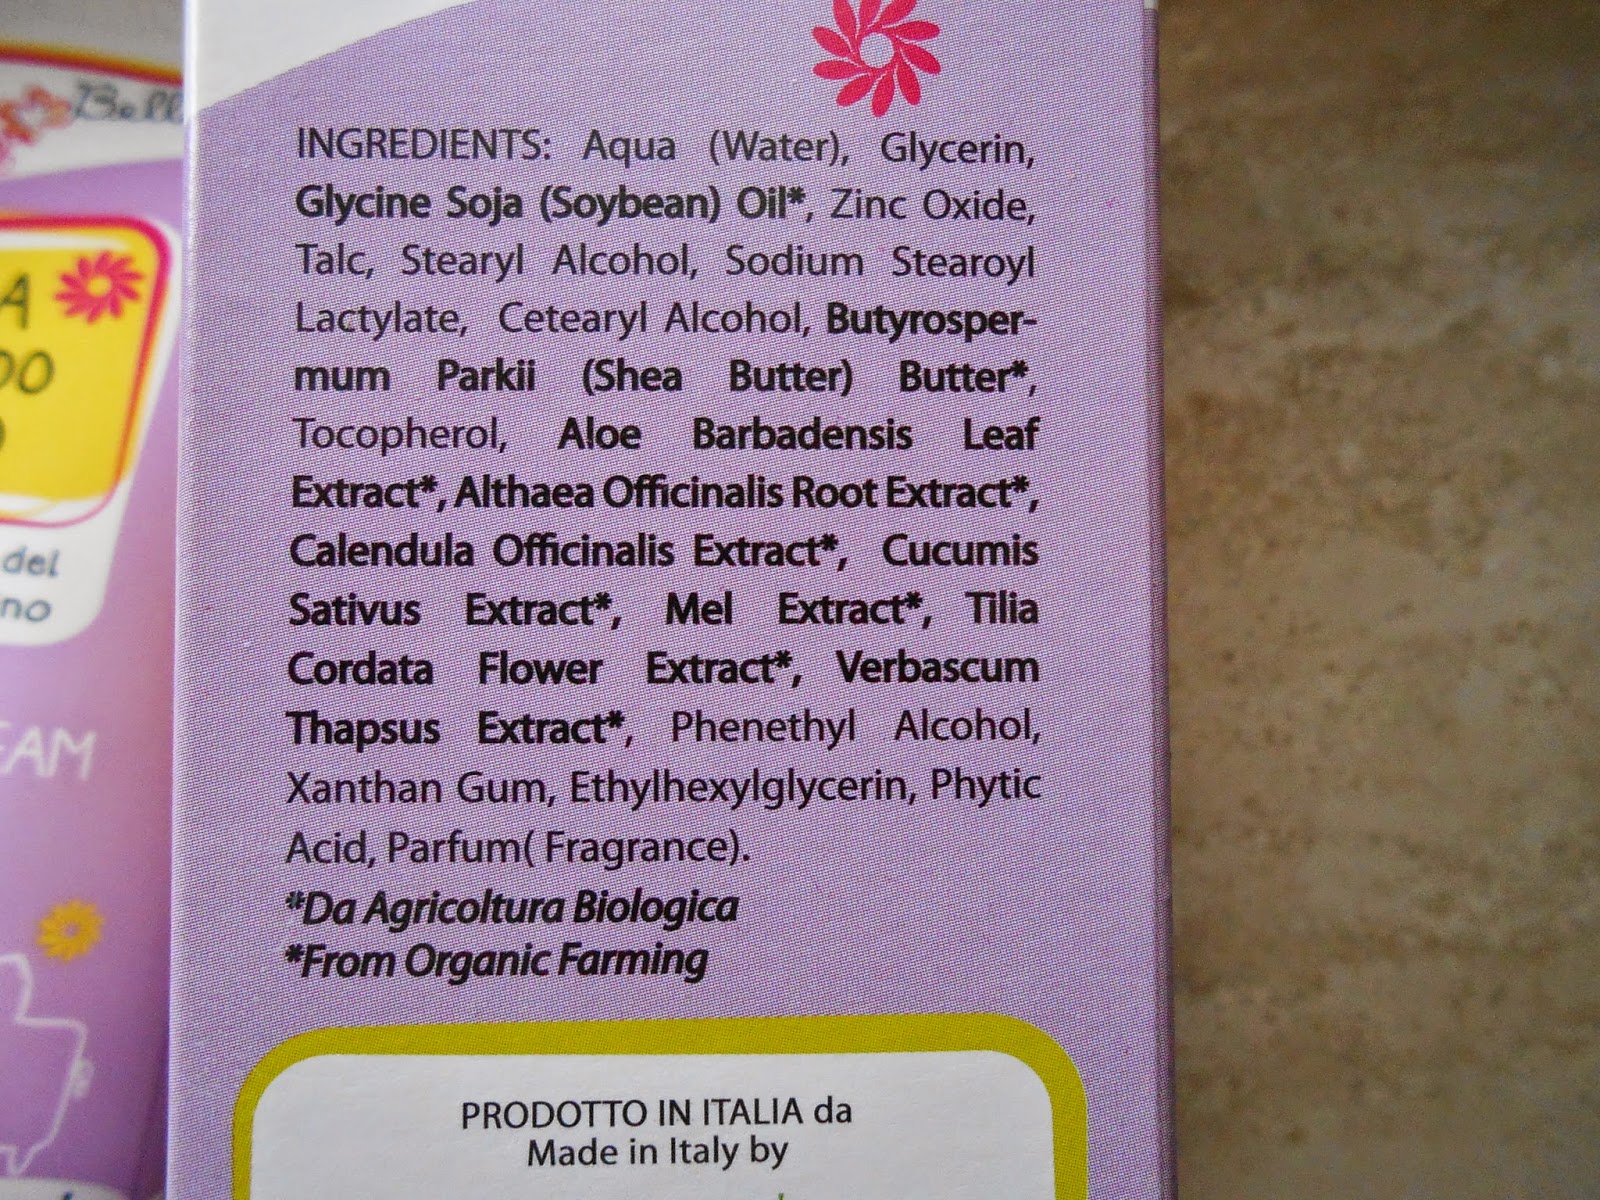 Bell
A
DO
del
no
EAM
INGREDIENTS: Aqua (Water), Glycerin,
Glycine Soja (Soybean) Oil*, Zinc Oxide,
Talc, Stearyl Alcohol, Sodium Stearoyl
Lactylate, Cetearyl Alcohol, Butyrosper-
mum Parkii (Shea Butter) Butter*,
Tocopherol, Aloe Barbadensis Leaf
Extract*, Althaea Officinalis Root Extract*,
Calendula Officinalis Extract*, Cucumis
Sativus Extract*, Mel Extract*, Tilia
Cordata Flower Extract*, Verbascum
Thapsus Extract*, Phenethyl Alcohol,
Xanthan Gum, Ethylhexylglycerin, Phytic
Acid, Parfum( Fragrance).
*Da Agricoltura Biologica
*From Organic Farming
PRODOTTO IN ITALIA da
Made in Italy by